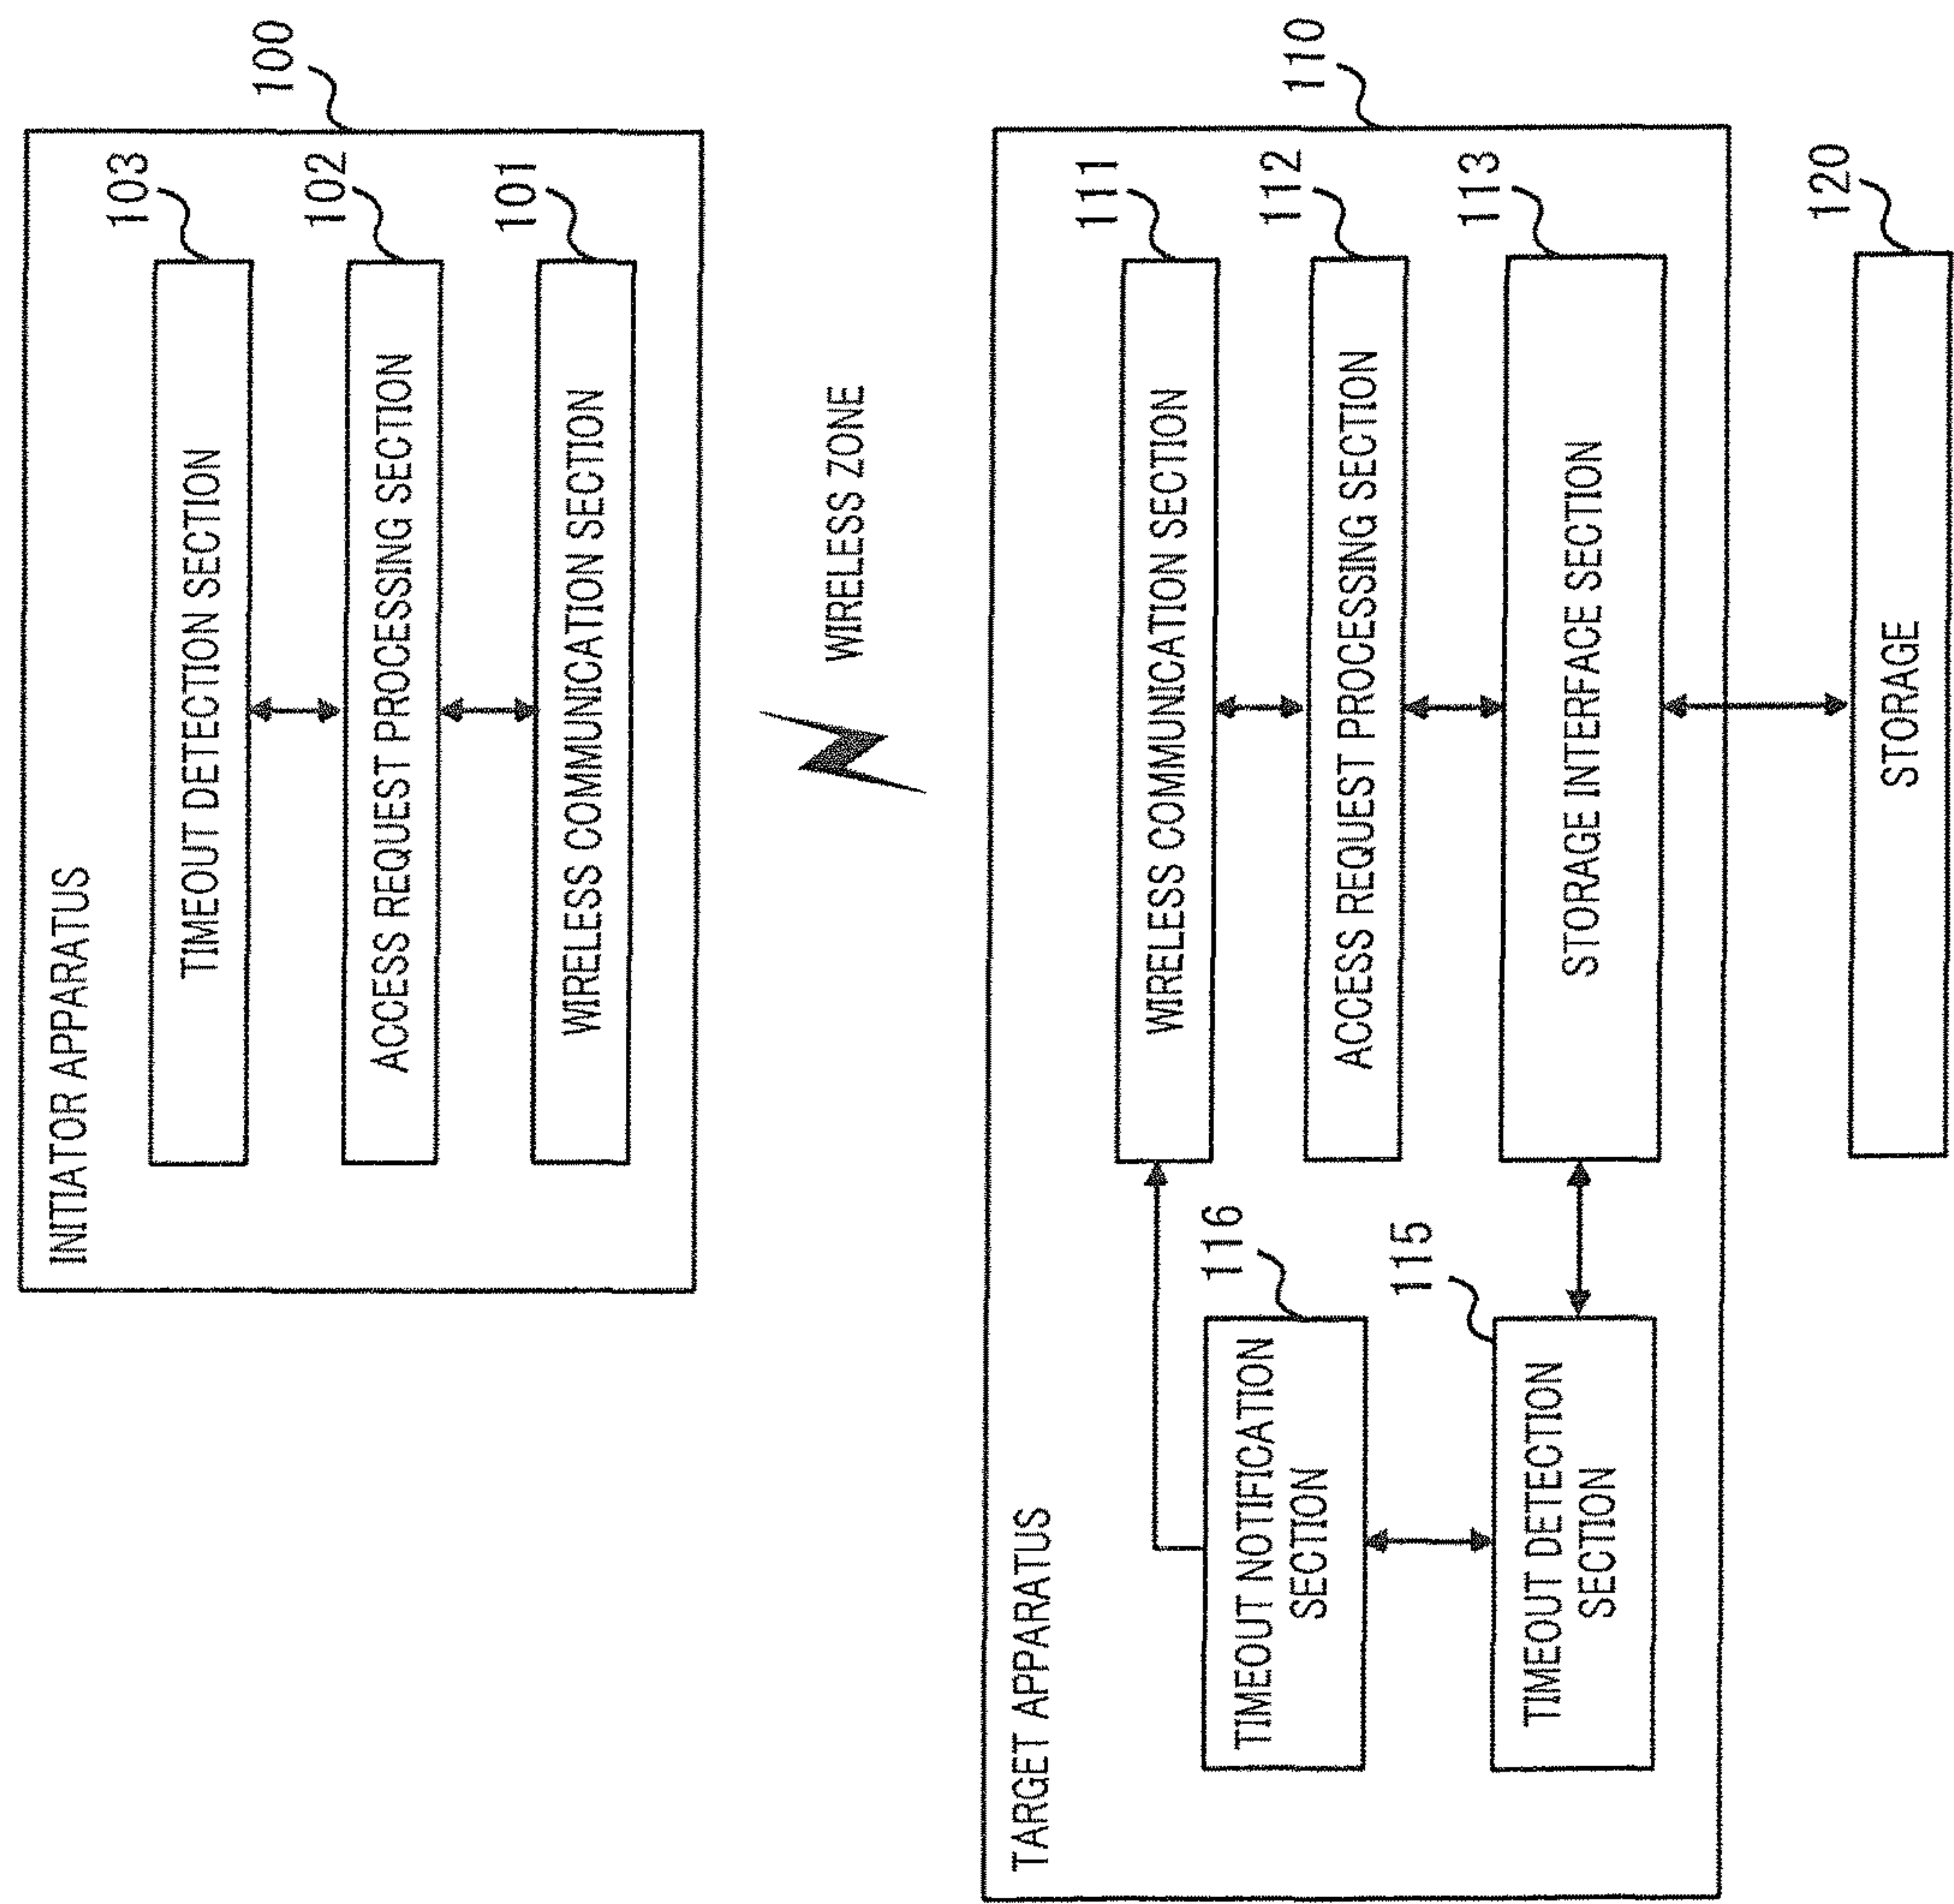 INITIATOR APPARATUS
100
TIMEOUT DETECTION SECTION
103
ACCESS REQUEST PROCESSING SECTION
102
WIRELESS COMMUNICATION SECTION
101
WIRELESS ZONE
TARGET APPARATUS
110
WIRELESS COMMUNICATION SECTION
111
TIMEOUT NOTIFICATION
SECTION
116
ACCESS REQUEST PROCESSING SECTION
112
TIMEOUT DETECTION
SECTION
115
STORAGE INTERFACE SECTION
113
STORAGE
120